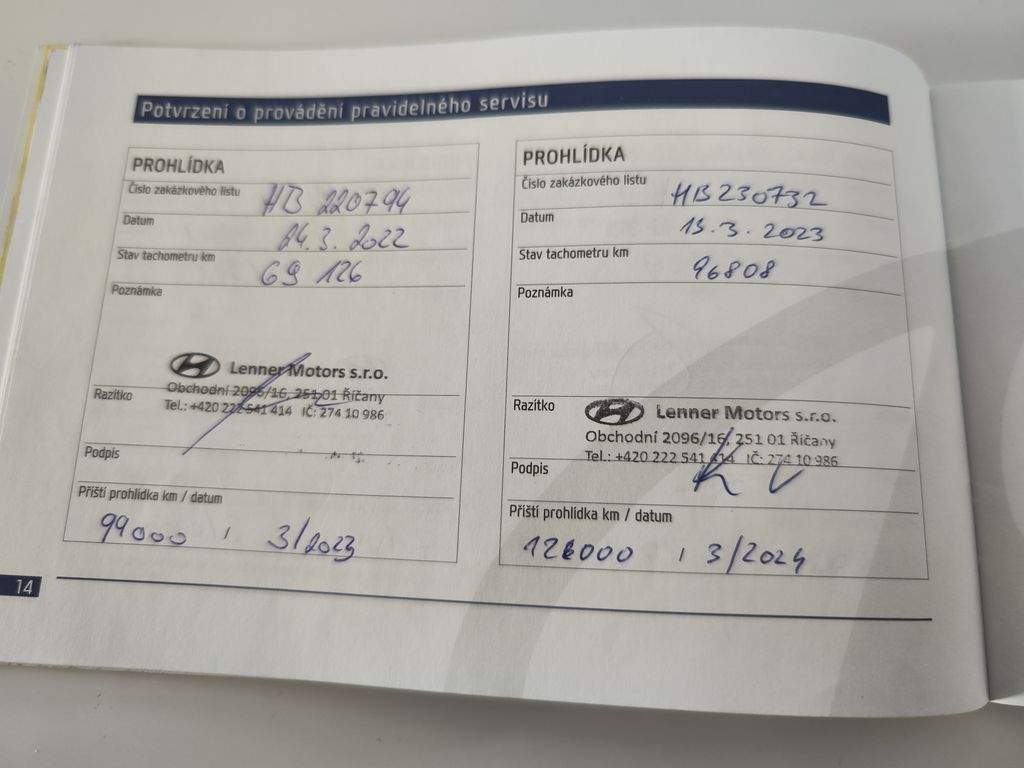 Potvrzení o provádění pravidelného servisu
PROHLÍDKA
Číslo zakázkového listu HB 220794
Datum 24.3.2022
Stav tachometru km 69 126
Poznámka
Lenner Motors s.r.o.
Obchodní 2096/16, 251 01 Říčany
Razítko
Tel.: +420 222 541 414 IČ: 274 10 986
Podpis
Příští prohlídka km / datum
99000 / 3/2023
PROHLÍDKA
Číslo zakázkového listu HB230732
Datum 15.3.2023
Stav tachometru km 96808
Poznámka
Razítko
Lenner Motors s.r.o.
Obchodní 2096/16, 251 01 Říčany
Tel.: +420 222 541 414 IČ: 274 10 986
Podpis
Příští prohlídka km / datum
126000 / 3/2024
14